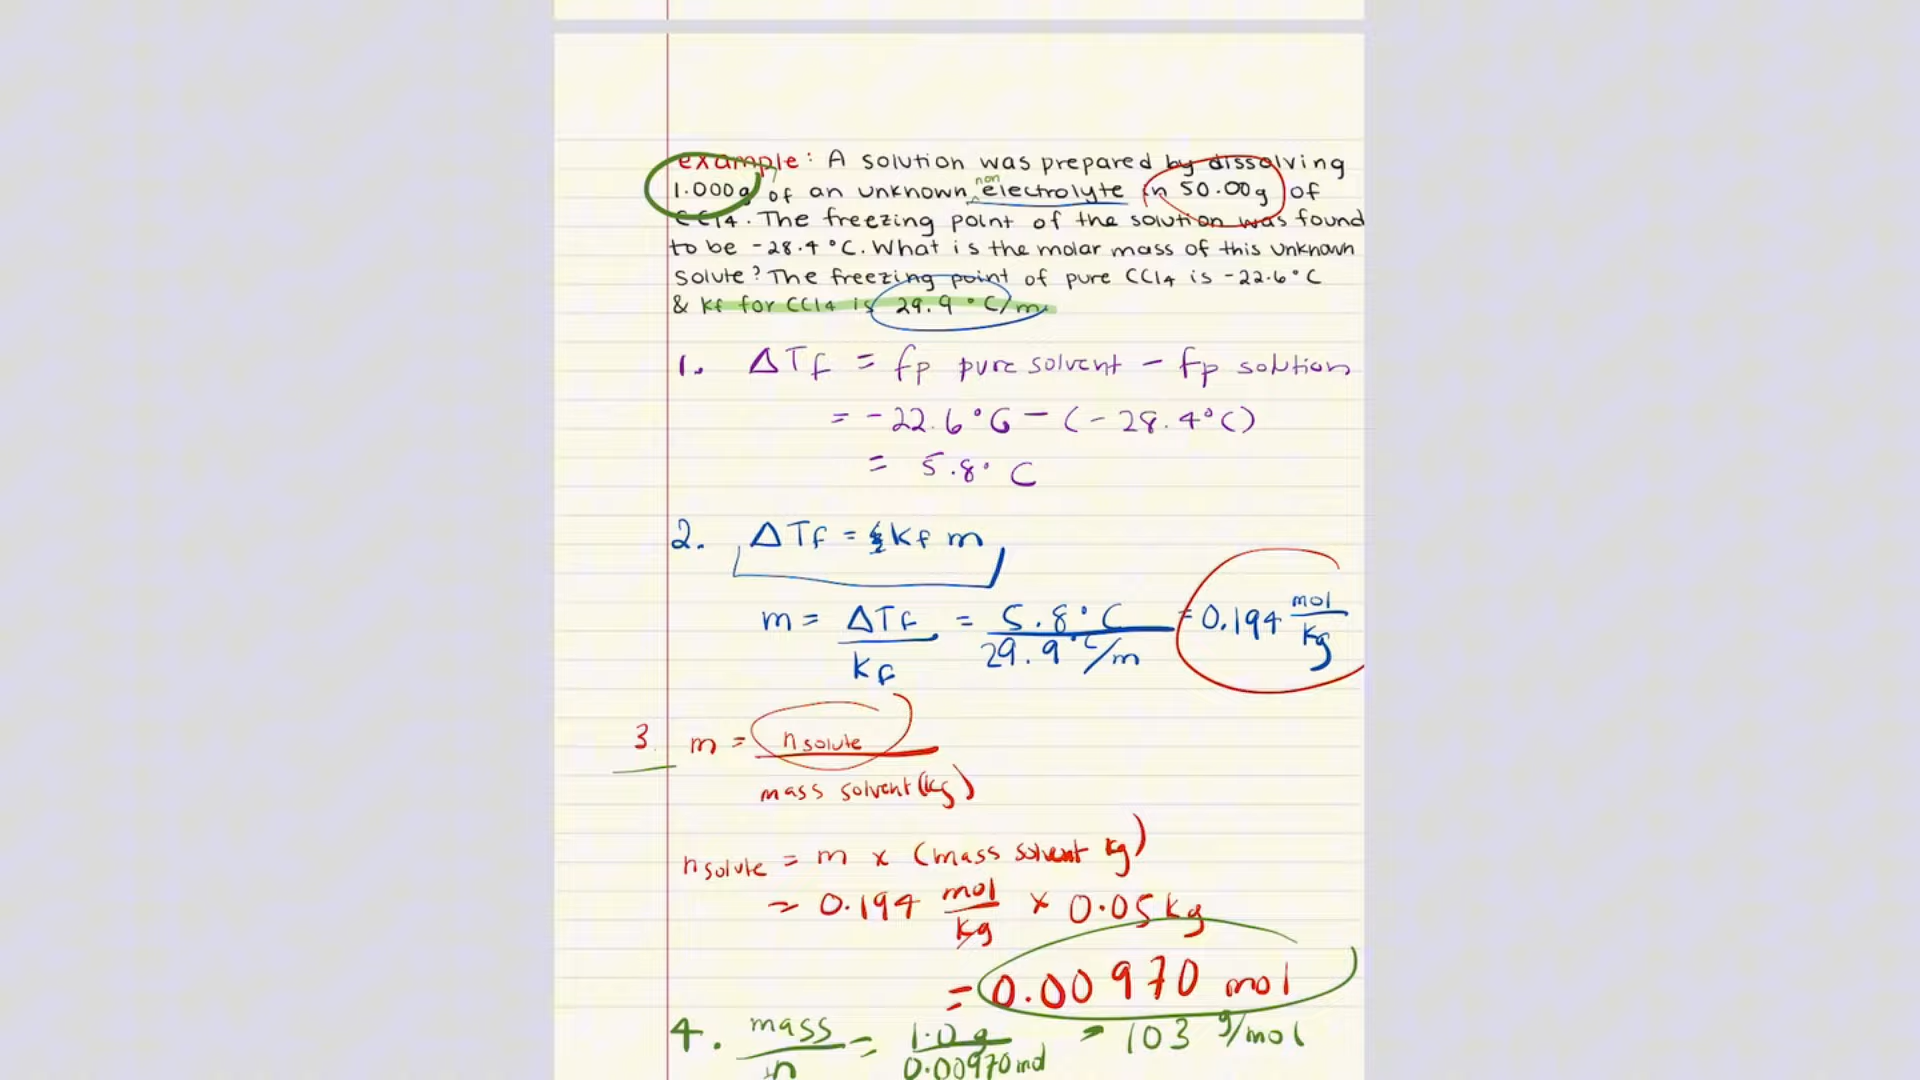 example: A solution was prepared by dissolving
1.000g of an unknown nonelectrolyte in 50.00g of
CCl4. The freezing point of the solution was found
to be -28.4 °C. What is the molar mass of this unknown
solute? The freezing point of pure CCl4 is -22.6°C
& kf for CCl4 is 29.9 °C/m
1. ΔTf = fp pure solvent - fp solution
= -22.6°C - (-28.4°C)
= 5.8°C
2. ΔTf = kf m
m = ΔTf / kf = 5.8°C / 29.9 °C/m = 0.194 mol/kg
3. m = n solute / mass solvent (kg)
n solute = m x (mass solvent kg)
= 0.194 mol/kg x 0.05 kg
= 0.00970 mol
4. mass / n = 1.0 g / 0.00970 mol = 103 g/mol